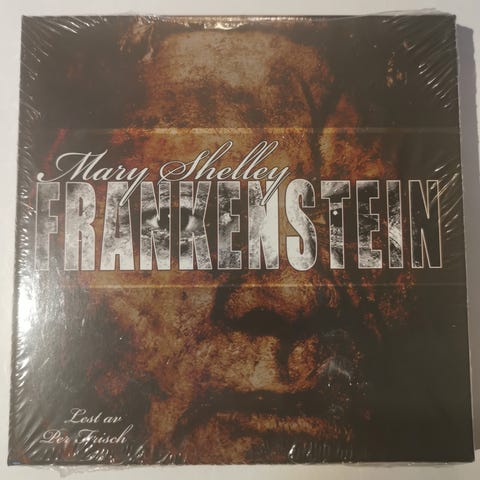 Mary Shelley
FRANKENSTEIN
Lest av
Per Frisch